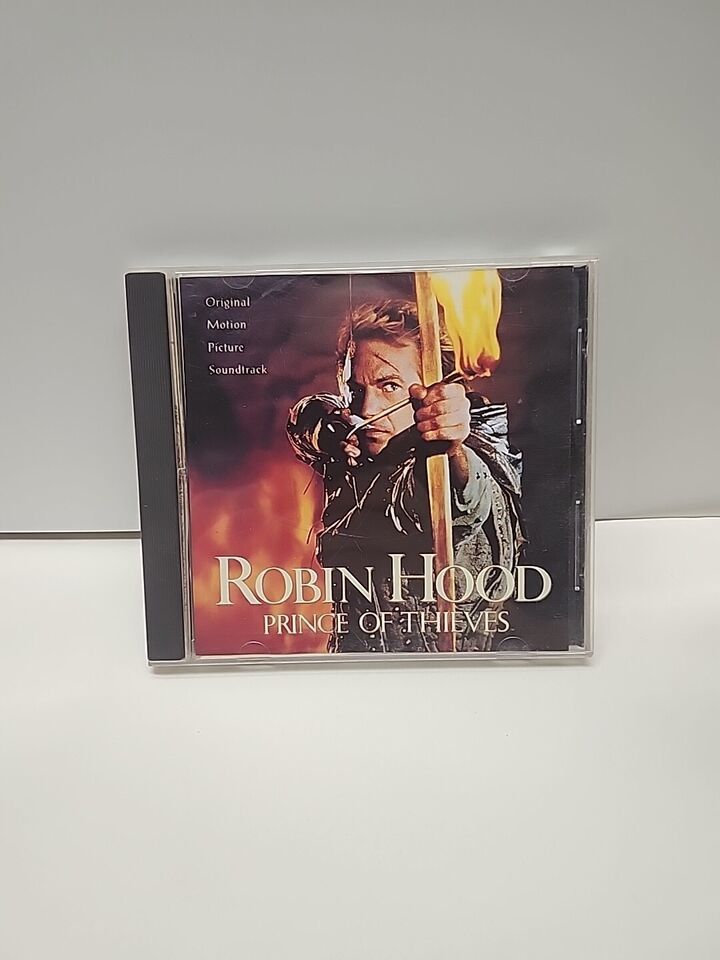 Original
Motion
Picture
Soundtrack
ROBIN HOOD
PRINCE OF THIEVES